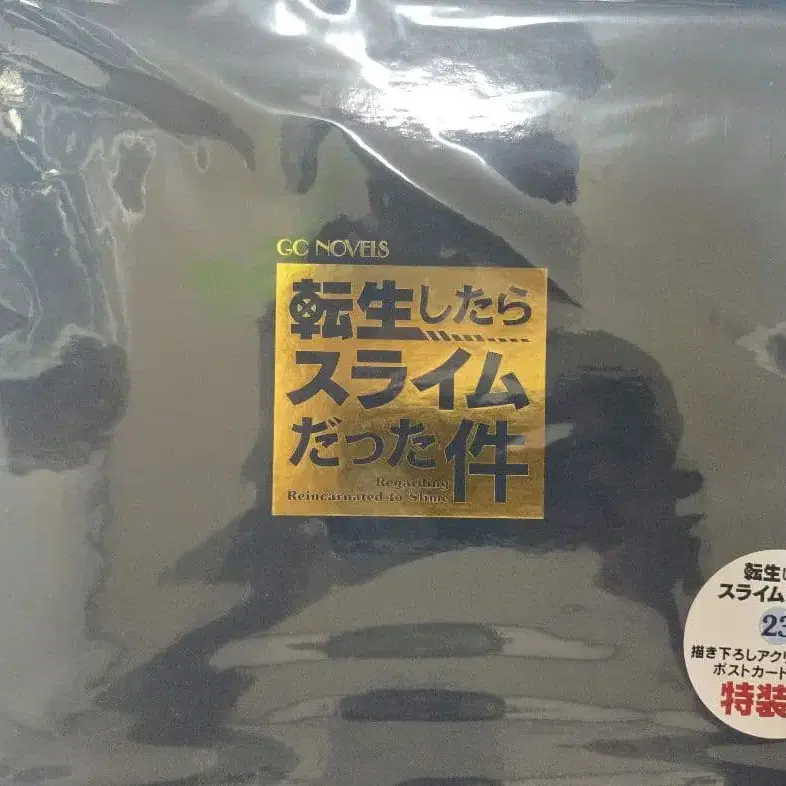 GC NOVELS
転生したら
スライム
だった件
Regarding
Reincarnated to Slime
転生し
スライム
23
描き下ろしアクリ
ポストカード
特装